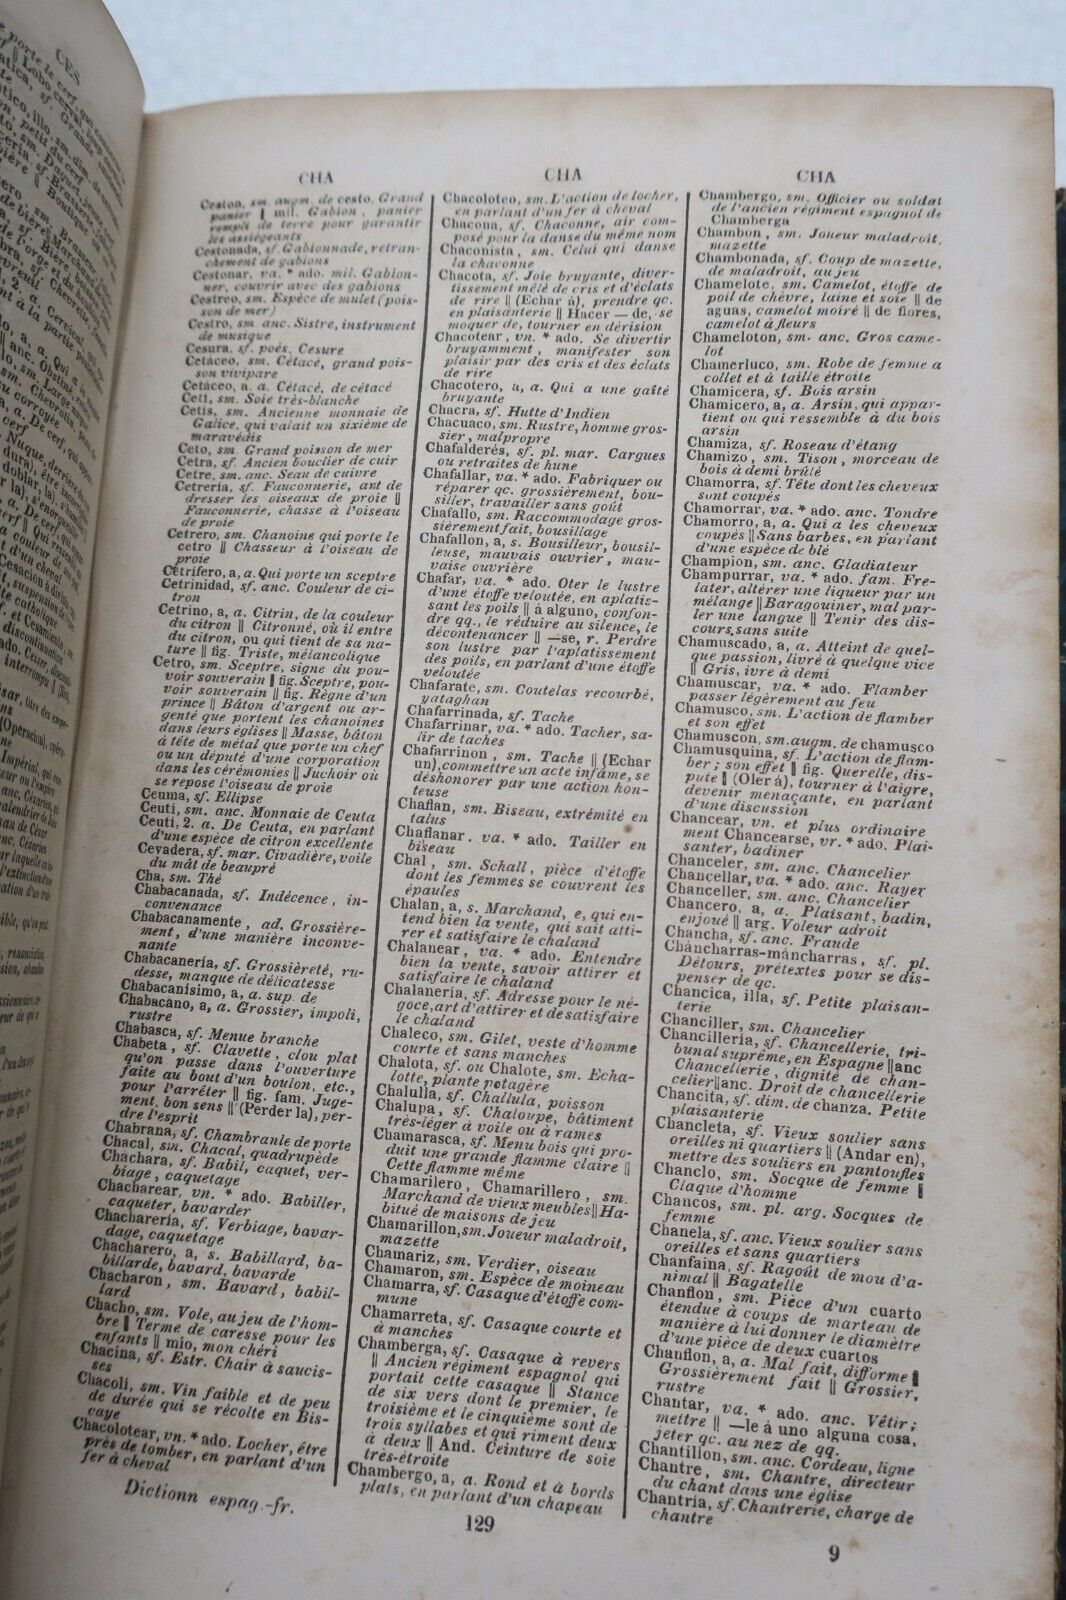 CES
CHA
CHA
CHA
Ceston, sm. augm. de cesto. Grand
panier || mil. Gabion, panier
rempli de terre pour garantir
les assiegeants
Cestonada, sf. Gabionnade, retran-
chement de gabions
Cestonar, va. * ado. mil. Gabion-
ner, couvrir avec des gabions
Cestreo, sm. Espèce de mulet (pois-
son de mer)
Cestro, sm. anc. Sistre, instrument
de musique
Cesura, sf. poés. Cesure
Cetaceo, sm. Cétacé, grand pois-
son vivipare
Cetáceo, a. a. Cétacé, de cétacé
Ceti, sm. Soie très-blanche
Cetis, sm. Ancienne monnaie de
Galice, qui valait un sixième de
maravédis
Ceto, sm. Grand poisson de mer
Cetra, sf. Ancien bouclier de cuir
Cetre, sm. anc. Seau de cuivre
Cetrería, sf. Fauconnerie, art de
dresser les oiseaux de proie ||
Fauconnerie, chasse à l'oiseau
de proie
Cetrero, sm. Chanoine qui porte le
cetro || Chasseur à l'oiseau de
proie
Cetrífero, a, a. Qui porte un sceptre
Cetrinidad, sf. anc. Couleur de ci-
tron
Cetrino, a, a. Citrin, de la couleur
du citron || Citronné, où il entre
du citron, ou qui tient de sa na-
ture || fig. Triste, mélancolique
Cetro, sm. Sceptre, signe du pou-
voir souverain || fig. Sceptre, pou-
voir souverain || fig. Règne d'un
prince || Bâton d'argent ou ar-
genté que portent les chanoines
dans leurs églises || Masse, bâton
à tête de métal que porte un chef
ou un député d'une corporation
dans les cérémonies || Juchoir où
se repose l'oiseau de proie
Ceuma, sf. Ellipse
Ceutí, sm. anc. Monnaie de Ceuta
Ceutí, 2. a. De Ceuta, en parlant
d'une espèce de citron excellente
Cevadera, sf. mar. Civadière, voile
du mât de beaupré
Cha, sm. Thé
Chabacanada, sf. Indécence, in-
convenance
Chabacanamente, ad. Grossière-
ment, d'une manière inconve-
nante
Chabacanería, sf. Grossièreté, ru-
desse, manque de délicatesse
Chabacanísimo, a, a. sup. de
Chabacano, a, a. Grossier, impoli,
rustre
Chabasca, sf. Menue branche
Chabeta, sf. Clavette, clou plat
qu'on passe dans l'ouverture
faite au bout d'un boulon, etc.,
pour l'arrêter || fig. fam. Juge-
ment, bon sens || (Perder la), per-
dre l'esprit
Chabrana, sf. Chambranle de porte
Chacal, sm. Chacal, quadrupède
Chachara, sf. Babil, caquet, ver-
biage, caquetage
Chacharear, vn. * ado. Babiller,
caqueter, bavarder
Chacharería, sf. Verbiage, bavar-
dage, caquetage
Chacharero, a, s. Babillard, ba-
billarde, bavard, bavarde
Chacharon, sm. Bavard, babil-
lard
Chacho, sm. Vole, au jeu de l'hom-
bre || Terme de caresse pour les
enfants || mio, mon chéri
Chacina, sf. Estr. Chair à saucis-
ses
Chacolí, sm. Vin faible et de peu
de durée qui se récolte en Bis-
caye
Chacolotear, vn. * ado. Locher, être
près de tomber, en parlant d'un
fer à cheval
Chacoloteo, sm. L'action de locher,
en parlant d'un fer à cheval
Chacona, sf. Chaconne, air com-
posé pour la danse du même nom
Chaconista, sm. Celui qui danse
la chaconne
Chacota, sf. Joie bruyante, diver-
tissement mêlé de cris et d'éclats
de rire || (Echar á), prendre qc.
en plaisanterie || Hacer — de, se
moquer de, tourner en dérision
Chacotear, vn. * ado. Se divertir
bruyamment, manifester son
plaisir par des cris et des éclats
de rire
Chacotero, a, a. Qui a une gaîté
bruyante
Chacra, sf. Hutte d'Indien
Chacuaco, sm. Rustre, homme gros-
sier, malpropre
Chafalderés, sf. pl. mar. Cargues
ou retraites de hune
Chafallar, va. * ado. Fabriquer ou
réparer qc. grossièrement, bou-
siller, travailler sans goût
Chafallo, sm. Raccommodage gros-
sièrement fait, bousillage
Chafallon, a, s. Bousilleur, bousil-
leuse, mauvais ouvrier, mau-
vaise ouvrière
Chafar, va. * ado. Oter le lustre
d'une étoffe veloutée, en aplatis-
sant les poils || á alguno, confon-
dre qq., le réduire au silence, le
décontenancer || —se, r. Perdre
son lustre par l'aplatissement
des poils, en parlant d'une étoffe
veloutée
Chafarate, sm. Coutelas recourbé,
yataghan
Chafarrinada, sf. Tache
Chafarrinar, va. * ado. Tacher, sa-
lir de taches
Chafarrinon, sm. Tache || (Echar
un), commettre un acte infâme, se
déshonorer par une action hon-
teuse
Chaflan, sm. Biseau, extrémité en
talus
Chaflanar. va. * ado. Tailler en
biseau
Chal, sm. Schall, pièce d'étoffe
dont les femmes se couvrent les
épaules
Chalan, a, s. Marchand, e, qui en-
tend bien la vente, qui sait atti-
rer et satisfaire le chaland
Chalanear, va. * ado. Entendre
bien la vente, savoir attirer et
satisfaire le chaland
Chalanería, sf. Adresse pour le né-
goce, art d'attirer et de satisfaire
le chaland
Chaleco, sm. Gilet, veste d'homme
courte et sans manches
Chalota, sf. ou Chalote, sm. Echa-
lotte, plante potagère
Chalulla, sf. Challula, poisson
Chalupa, sf. Chaloupe, bâtiment
très-léger à voile ou à rames
Chamarasca, sf. Menu bois qui pro-
duit une grande flamme claire ||
Cette flamme même
Chamarilero, Chamarillero, sm.
Marchand de vieux meubles || Ha-
bitué de maisons de jeu
Chamarillon, sm. Joueur maladroit,
mazette
Chamariz, sm. Verdier, oiseau
Chamaron, sm. Espèce de moineau
Chamarra, sf. Casaque d'étoffe com-
mune
Chamarreta, sf. Casaque courte et
à manches
Chamberga, sf. Casaque à revers
|| Ancien régiment espagnol qui
portait cette casaque || Stance
de six vers dont le premier, le
troisième et le cinquième sont de
trois syllabes et qui riment deux
à deux || And. Ceinture de soie
très-étroite
Chambergo, a, a. Rond et à bords
plats, en parlant d'un chapeau
Chambergo, sm. Officier ou soldat
de l'ancien régiment espagnol de
Chamberga
Chambon, sm. Joueur maladroit,
mazette
Chambonada, sf. Coup de mazette,
de maladroit, au jeu
Chamelote, sm. Camelot, étoffe de
poil de chèvre, laine et soie || de
aguas, camelot moiré || de flores,
camelot à fleurs
Chameloton, sm. anc. Gros came-
lot
Chamerluco, sm. Robe de femme a
collet et à taille étroite
Chamicera, sf. Bois arsin
Chamicero, a, a. Arsin, qui appar-
tient ou qui ressemble à du bois
arsin
Chamiza, sf. Roseau d'étang
Chamizo, sm. Tison, morceau de
bois à demi brûlé
Chamorra, sf. Tête dont les cheveux
sont coupés
Chamorrar, va. * ado. anc. Tondre
Chamorro, a, a. Qui a les cheveux
coupés || Sans barbes, en parlant
d'une espèce de blé
Champion, sm. anc. Gladiateur
Champurrar, va. * ado. fam. Fre-
later, altérer une liqueur par un
mélange || Baragouiner, mal par-
ler une langue || Tenir des dis-
cours, sans suite
Chamuscado, a, a. Atteint de quel-
que passion, livré à quelque vice
|| Gris, ivre à demi
Chamuscar, va. * ado. Flamber
passer légèrement au feu
Chamusco, sm. L'action de flamber
et son effet
Chamuscon, sm. augm. de chamusco
Chamusquina, sf. L'action de flam-
ber ; son effet || fig. Querelle, dis-
pute || (Oler á), tourner à l'aigre,
devenir menaçante, en parlant
d'une discussion
Chancear, vn. et plus ordinaire
ment Chancearse, vr. * ado. Plai-
santer, badiner
Chanceler, sm. anc. Chancelier
Chancellar, va. * ado. anc. Rayer
Chanceller, sm. anc. Chancelier
Chancero, a, a. Plaisant, badin,
enjoué || arg. Voleur adroit
Chancha, sf. anc. Fraude
Cháncharras-máncharras, sf. pl.
Détours, prétextes pour se dis-
penser de qc.
Chancica, illa, sf. Petite plaisan-
terie
Chanciller, sm. Chancelier
Chancillería, sf. Chancellerie, tri-
bunal suprême, en Espagne || anc
Chancellerie, dignité de chan-
celier || anc. Droit de chancellerie
Chancita, sf. dim. de chanza. Petite
plaisanterie
Chancleta, sf. Vieux soulier sans
oreilles ni quartiers || (Andar en),
mettre des souliers en pantoufles
Chanclo, sm. Socque de femme ||
Claque d'homme
Chancos, sm. pl. arg. Socques de
femme
Chanela, sf. anc. Vieux soulier sans
oreilles et sans quartiers
Chanfaina, sf. Ragoût de mou d'a-
nimal || Bagatelle
Chanflon, sm. Pièce d'un cuarto
étendue à coups de marteau de
manière à lui donner le diamètre
d'une pièce de deux cuartos
Chanflon, a, a. Mal fait, difforme ||
Grossièrement fait || Grossier,
rustre
Chantar, va. * ado. anc. Vêtir;
mettre || —le á uno alguna cosa,
jeter qc. au nez de qq.
Chantillon, sm. anc. Cordeau, ligne
Chantre, sm. Chantre, directeur
du chant dans une église
Chantría, sf. Chantrerie, charge de
chantre
Dictionn espag.-fr.
129
9